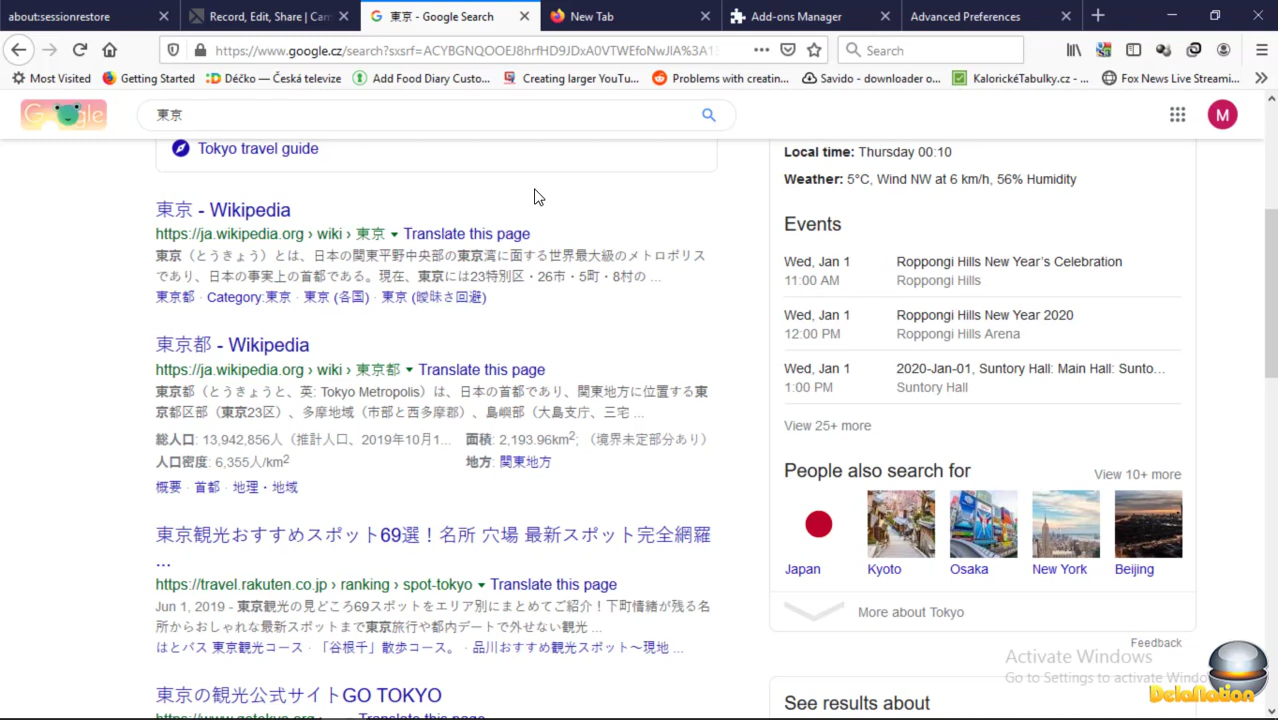 about:sessionrestore
Record, Edit, Share | Cam
東京 - Google Search
New Tab
Add-ons Manager
Advanced Preferences
https://www.google.cz/search?sxsrf=ACYBGNQOOEJ8hrfHD9JDxA0VTWEfoNwJIA%3A1
Search
Most Visited
Getting Started
Déčko — Česká televize
Add Food Diary Custo...
Creating larger YouTu...
Problems with creatin...
Savido - downloader o...
KalorickéTabulky.cz - ...
Fox News Live Streami...
Google
東京
M
Tokyo travel guide
東京 - Wikipedia
https://ja.wikipedia.org › wiki › 東京 Translate this page
東京（とうきょう）とは、日本の関東平野中央部の東京湾に面する世界最大級のメトロポリス
であり、日本の事実上の首都である。現在、東京には23特別区・26市・5町・8村の ...
東京都 · Category:東京 · 東京 (各国) · 東京 (曖昧さ回避)
東京都 - Wikipedia
https://ja.wikipedia.org › wiki › 東京都 Translate this page
東京都（とうきょうと、英: Tokyo Metropolis）は、日本の首都であり、関東地方に位置する東
京都区部（東京23区）、多摩地域（市部と西多摩郡）、島嶼部（大島支庁、三宅 ...
総人口: 13,942,856人（推計人口、2019年10月1... 面積: 2,193.96km2; （境界未定部分あり）
人口密度: 6,355人/km2 地方: 関東地方
概要 · 首都 · 地理・地域
東京観光おすすめスポット69選！名所 穴場 最新スポット完全網羅
...
https://travel.rakuten.co.jp › ranking › spot-tokyo Translate this page
Jun 1, 2019 - 東京観光の見どころ69スポットをエリア別にまとめてご紹介！下町情緒が残る名
所からおしゃれな最新スポットまで東京旅行や都内デートで外せない観光 ...
はとバス 東京観光コース · 「谷根千」散歩コース。 · 品川おすすめ観光スポット～現地 ...
東京の観光公式サイトGO TOKYO
https://www.gotokyo.org Translate this page
Local time: Thursday 00:10
Weather: 5°C, Wind NW at 6 km/h, 56% Humidity
Events
Wed, Jan 1 Roppongi Hills New Year's Celebration
11:00 AM Roppongi Hills
Wed, Jan 1 Roppongi Hills New Year 2020
12:00 PM Roppongi Hills Arena
Wed, Jan 1 2020-Jan-01, Suntory Hall: Main Hall: Sunto...
1:00 PM Suntory Hall
View 25+ more
People also search for View 10+ more
Japan Kyoto Osaka New York Beijing
More about Tokyo
Feedback
Activate Windows
Go to Settings to activate Windo
DelaNation
See results about